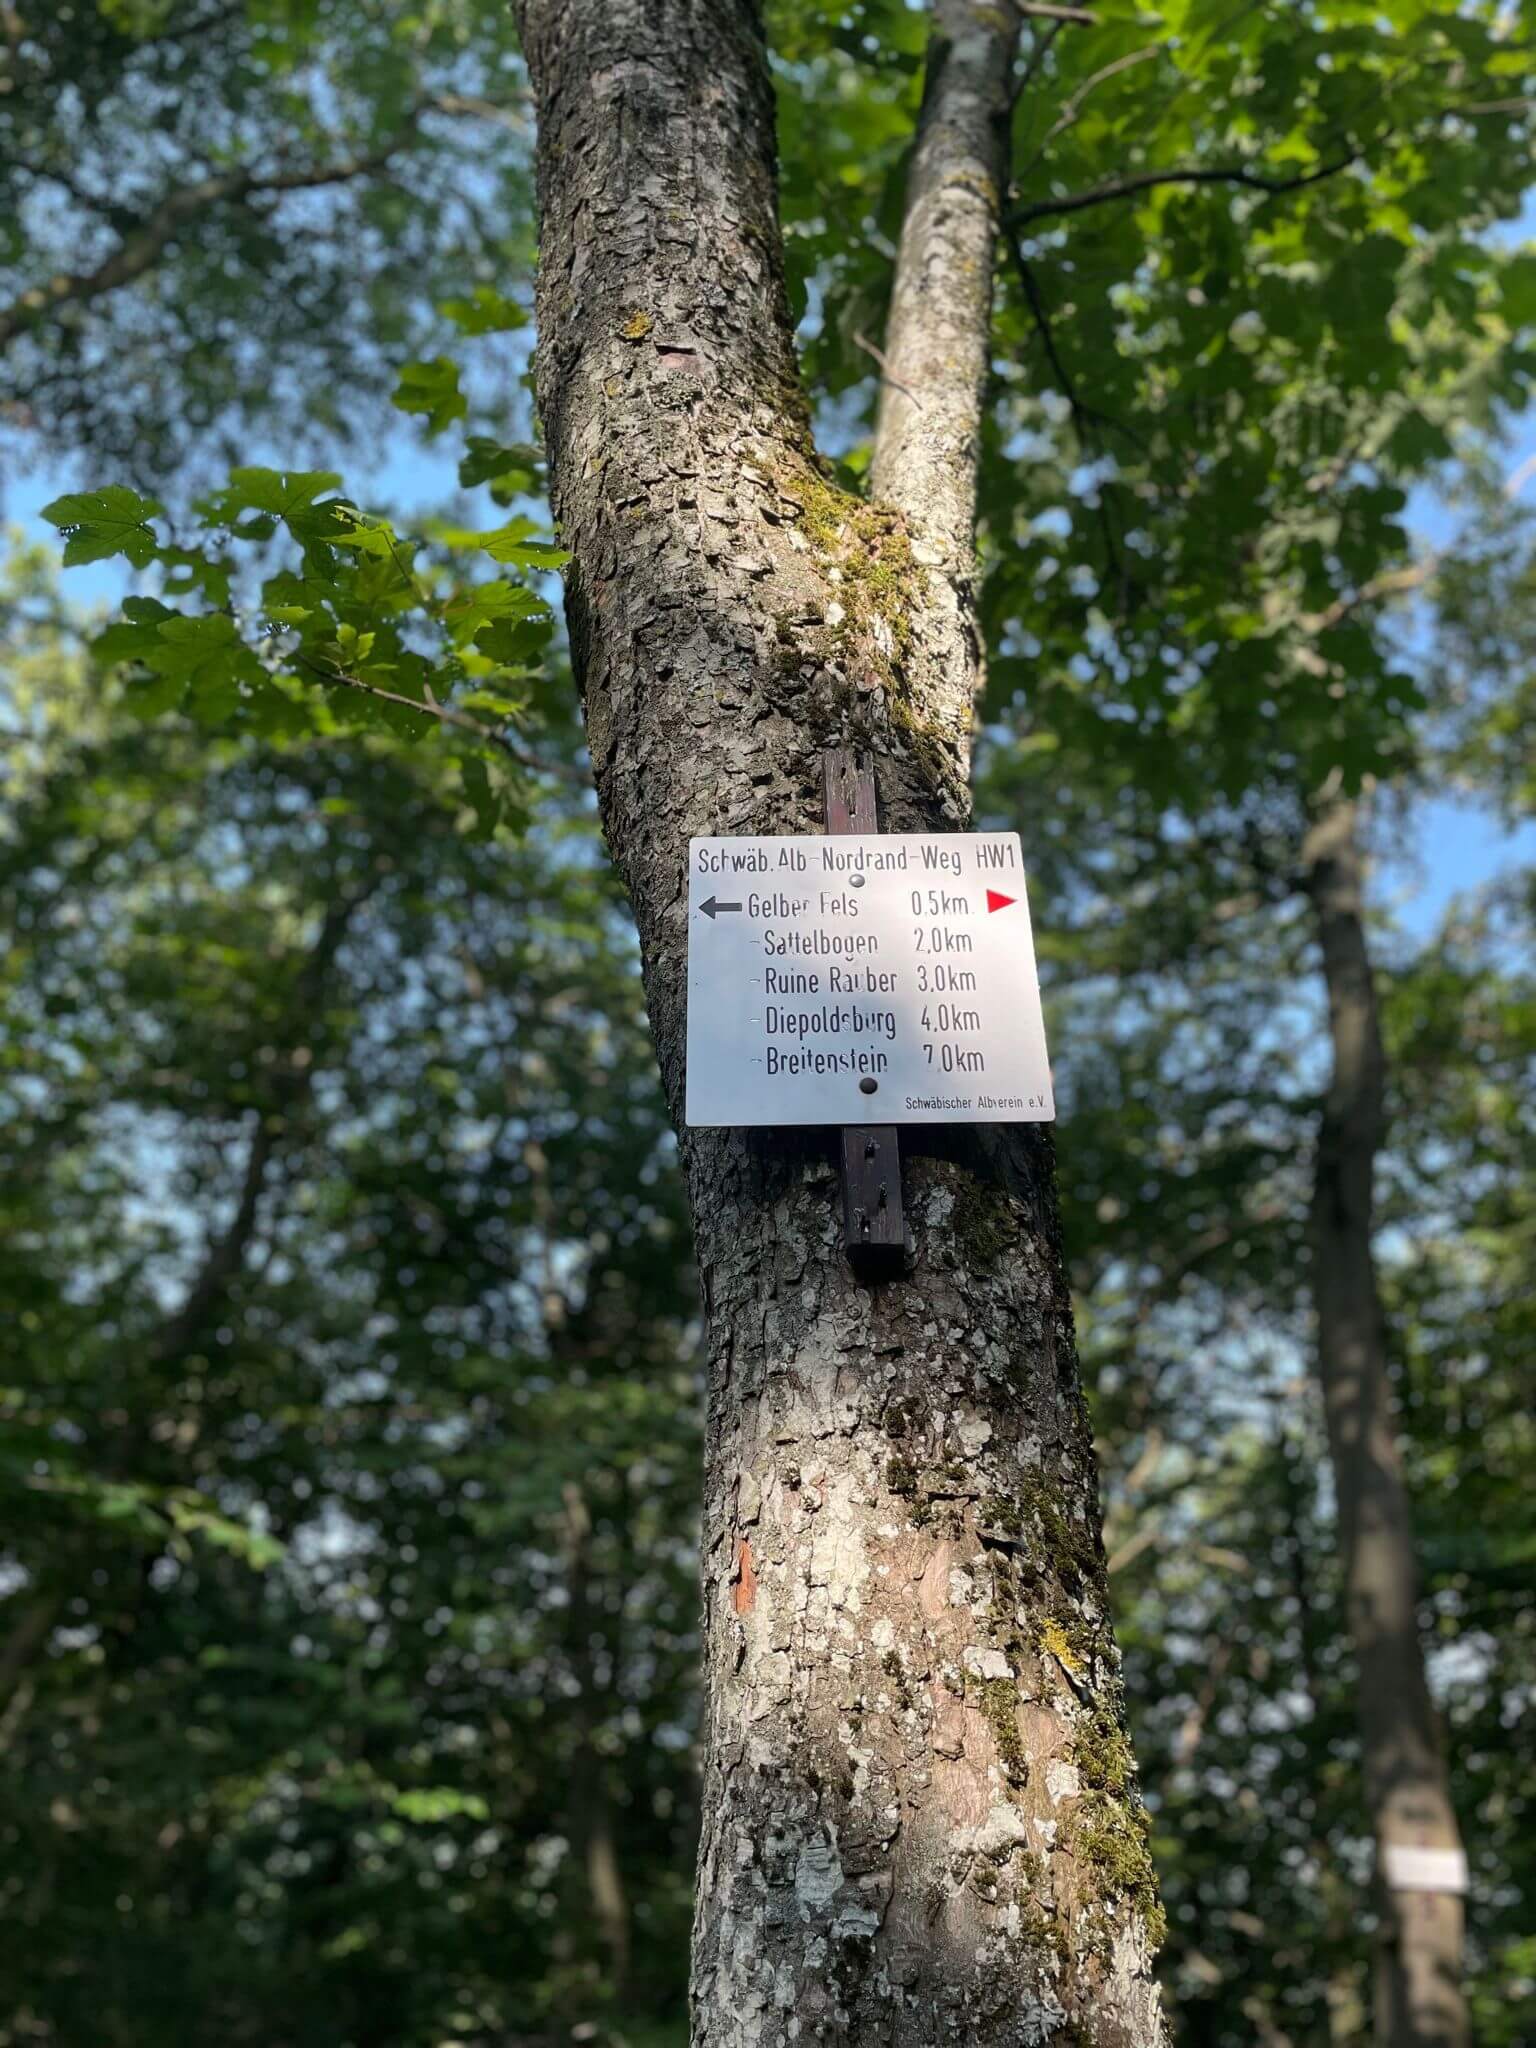 Schwäb. Alb-Nordrand-Weg HW1
Gelber Fels 0,5km
-Sattelbogen 2,0km
-Ruine Rauber 3,0km
-Diepoldsburg 4,0km
-Breitenstein 7,0km
Schwäbischer Albverein e.V.